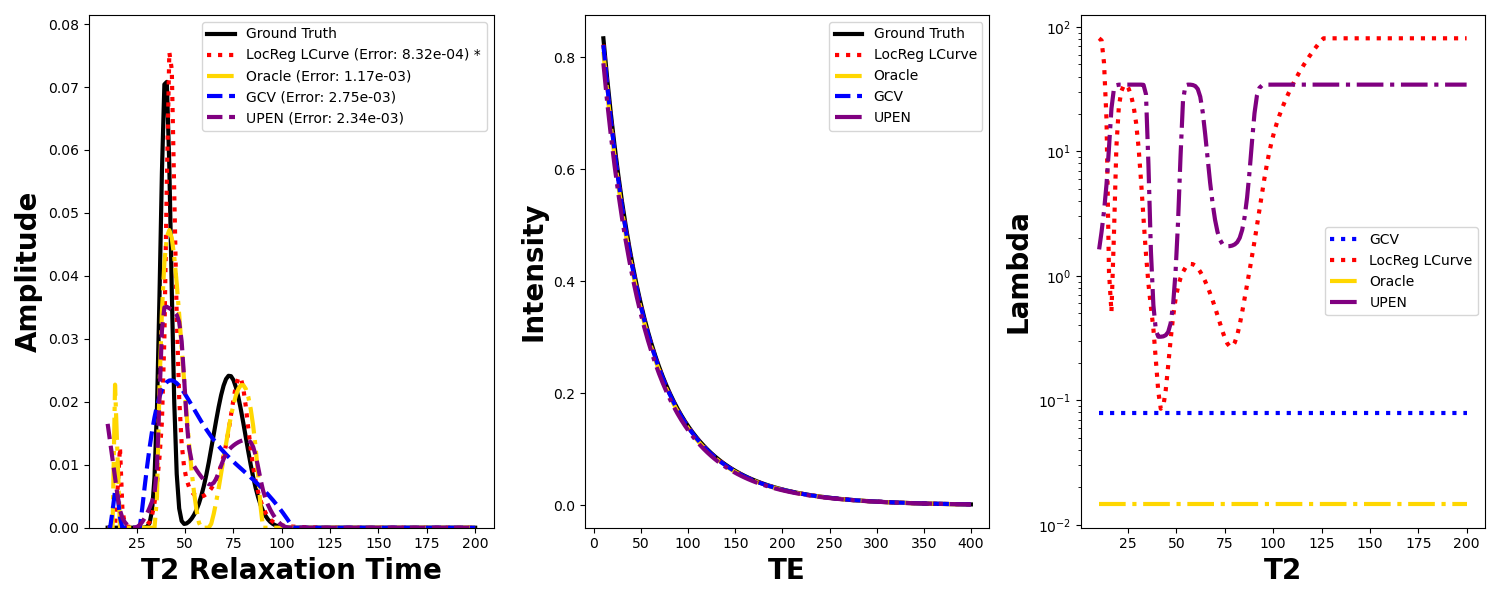 0.08
0.07
0.06
0.05
0.04
0.03
0.02
0.01
0.00
25
50
75
100
125
150
175
200
Amplitude
T2 Relaxation Time
Ground Truth
LocReg LCurve (Error: 8.32e-04) *
Oracle (Error: 1.17e-03)
GCV (Error: 2.75e-03)
UPEN (Error: 2.34e-03)
0.8
0.6
0.4
0.2
0.0
0
50
100
150
200
250
300
350
400
Intensity
TE
Ground Truth
LocReg LCurve
Oracle
GCV
UPEN
10²
10¹
10⁰
10⁻¹
10⁻²
25
50
75
100
125
150
175
200
Lambda
T2
GCV
LocReg LCurve
Oracle
UPEN